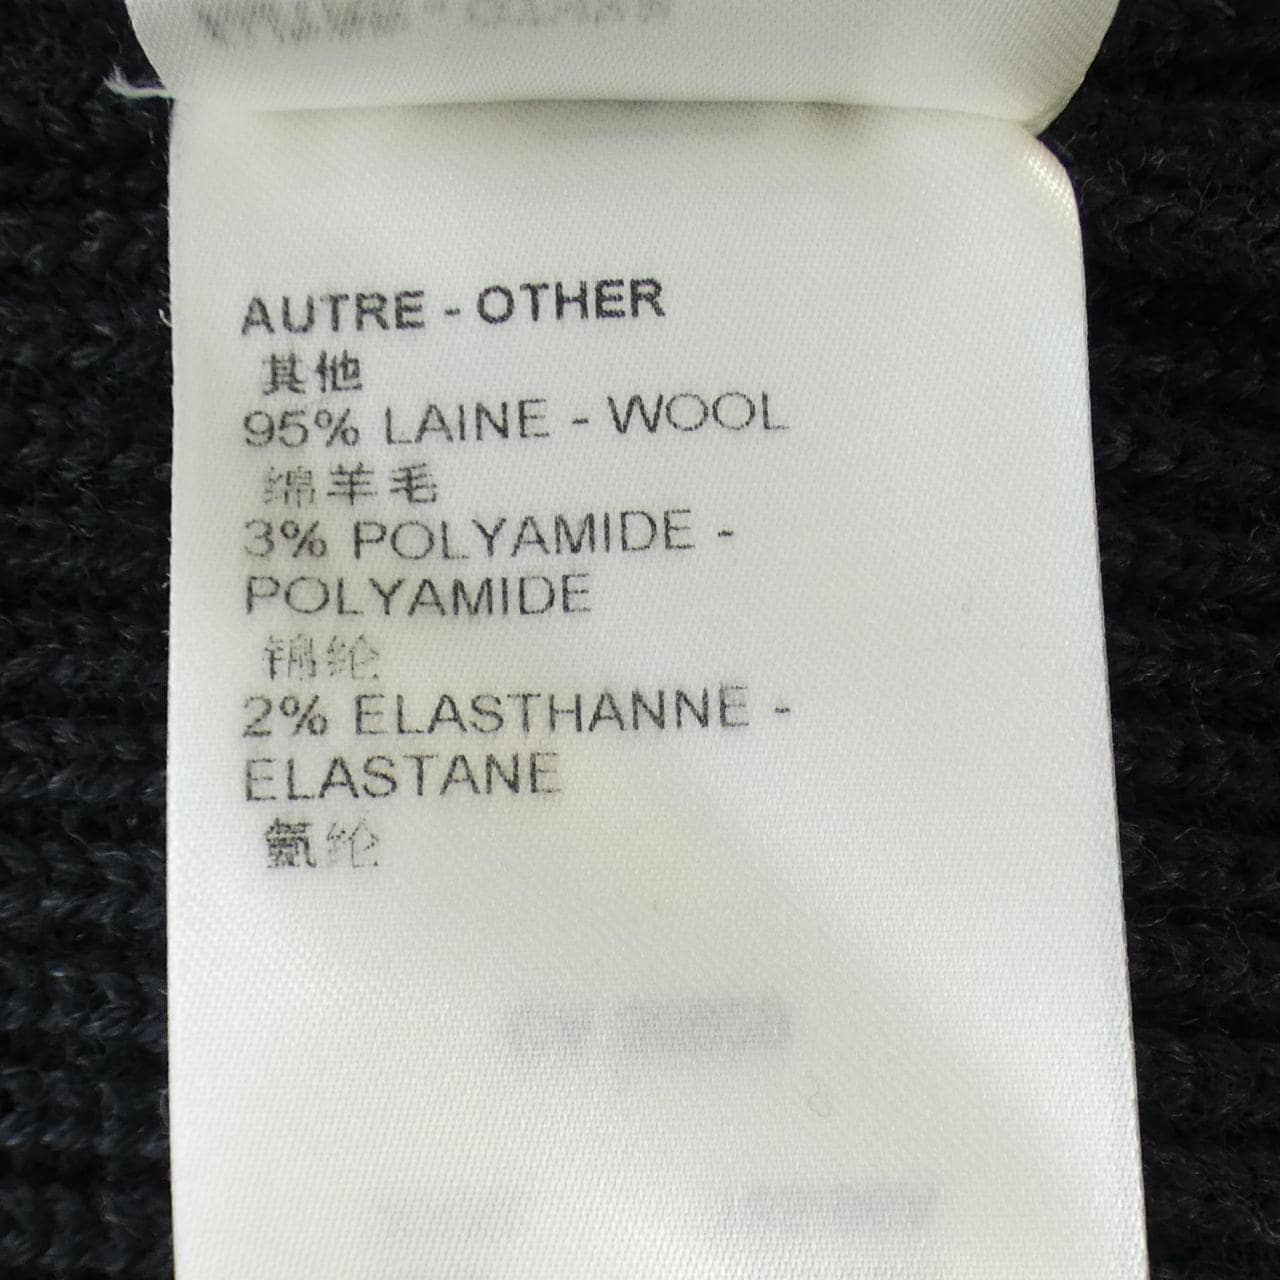 AUTRE - OTHER
其他
95% LAINE - WOOL
绵羊毛
3% POLYAMIDE -
POLYAMIDE
锦纶
2% ELASTHANNE -
ELASTANE
氨纶